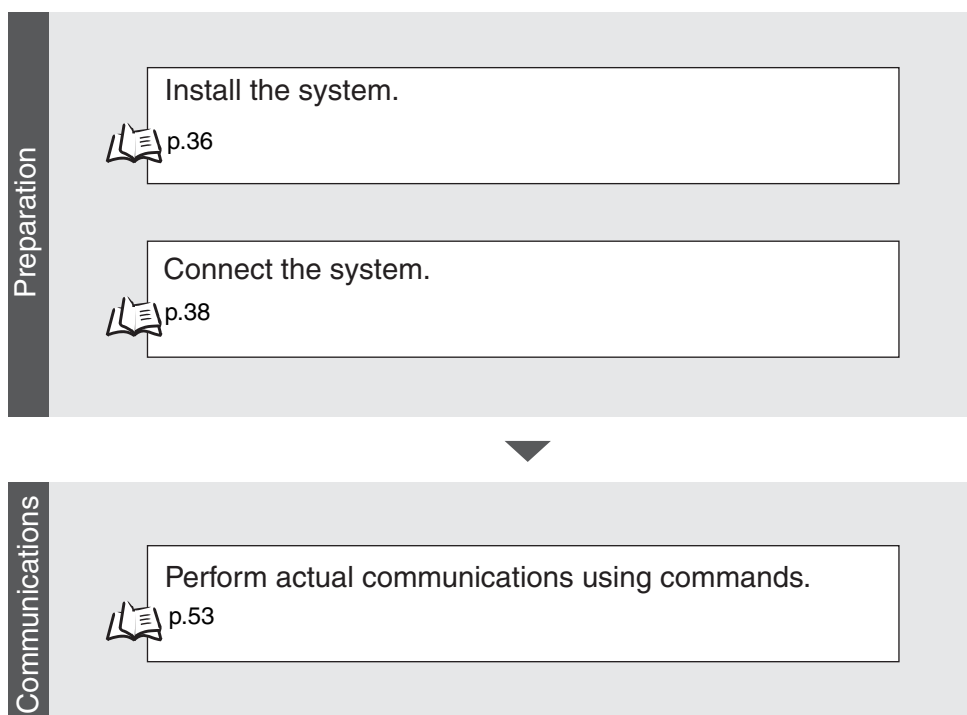 Preparation
Install the system.
p.36
Connect the system.
p.38
Communications
Perform actual communications using commands.
p.53